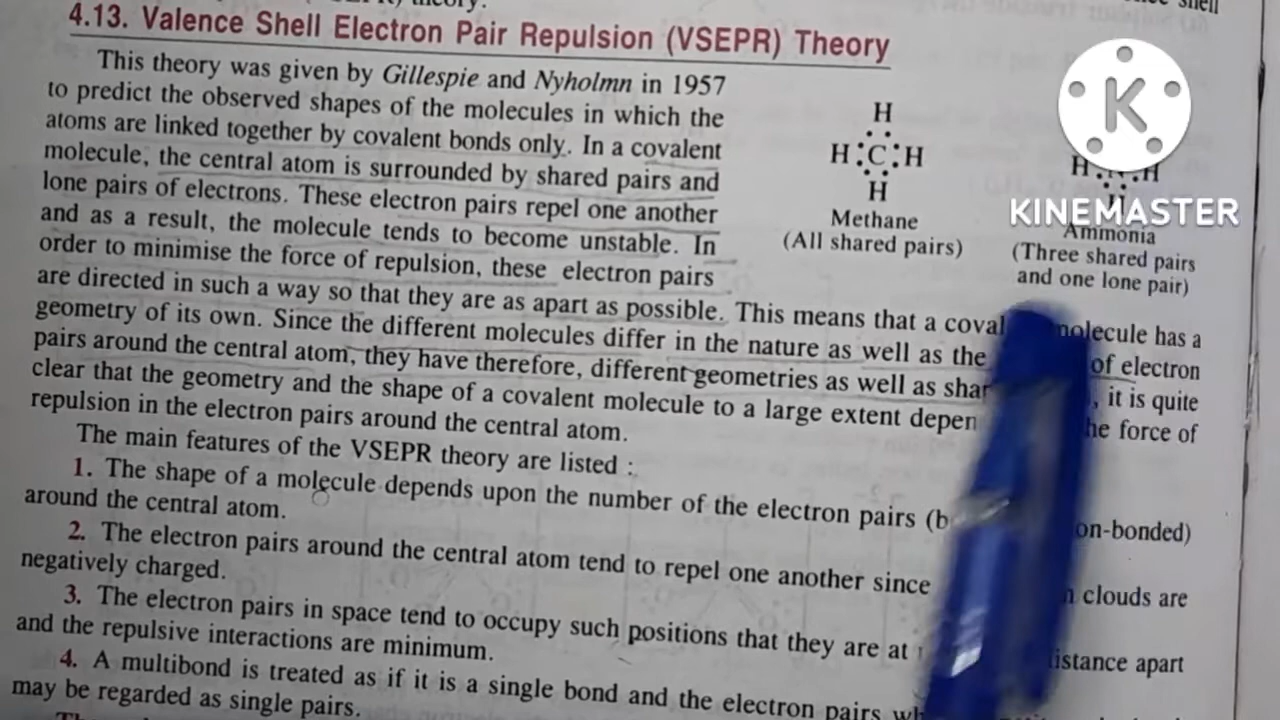 theory.
shell
4.13. Valence Shell Electron Pair Repulsion (VSEPR) Theory
This theory was given by Gillespie and Nyholmn in 1957
to predict the observed shapes of the molecules in which the
atoms are linked together by covalent bonds only. In a covalent
molecule, the central atom is surrounded by shared pairs and
lone pairs of electrons. These electron pairs repel one another
and as a result, the molecule tends to become unstable. In
order to minimise the force of repulsion, these electron pairs
are directed in such a way so that they are as apart as possible. This means that a coval molecule has a
geometry of its own. Since the different molecules differ in the nature as well as the of electron
pairs around the central atom, they have therefore, different geometries as well as shap , it is quite
clear that the geometry and the shape of a covalent molecule to a large extent depen he force of
repulsion in the electron pairs around the central atom.
H
H : C : H
H
Methane
(All shared pairs)
K
KINEMASTER
H N H
H
Ammonia
(Three shared pairs
and one lone pair)
The main features of the VSEPR theory are listed :
1. The shape of a molecule depends upon the number of the electron pairs (b on-bonded)
around the central atom.
2. The electron pairs around the central atom tend to repel one another since clouds are
negatively charged.
3. The electron pairs in space tend to occupy such positions that they are at istance apart
and the repulsive interactions are minimum.
4. A multibond is treated as if it is a single bond and the electron pairs wh
may be regarded as single pairs.